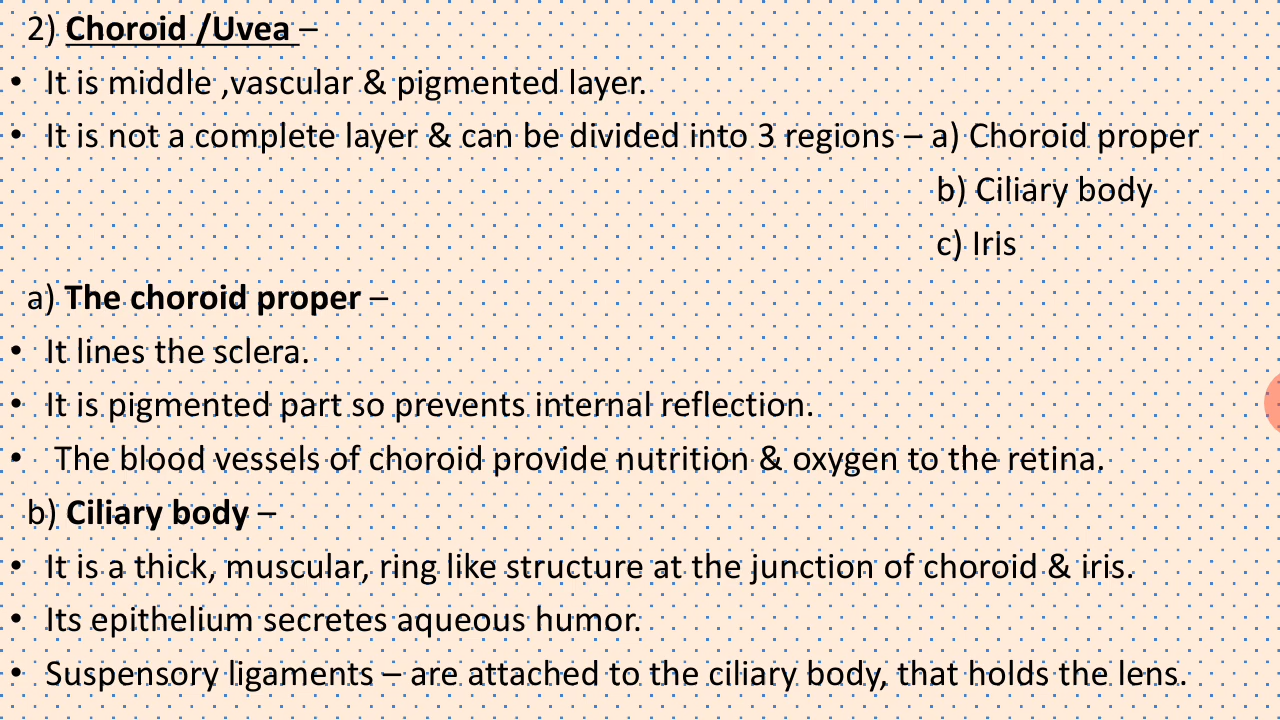 2) Choroid /Uvea –
• It is middle ,vascular & pigmented layer.
• It is not a complete layer & can be divided into 3 regions – a) Choroid proper
b) Ciliary body
c) Iris
a) The choroid proper –
• It lines the sclera.
• It is pigmented part so prevents internal reflection.
• The blood vessels of choroid provide nutrition & oxygen to the retina.
b) Ciliary body –
• It is a thick, muscular, ring like structure at the junction of choroid & iris.
• Its epithelium secretes aqueous humor.
• Suspensory ligaments – are attached to the ciliary body, that holds the lens.